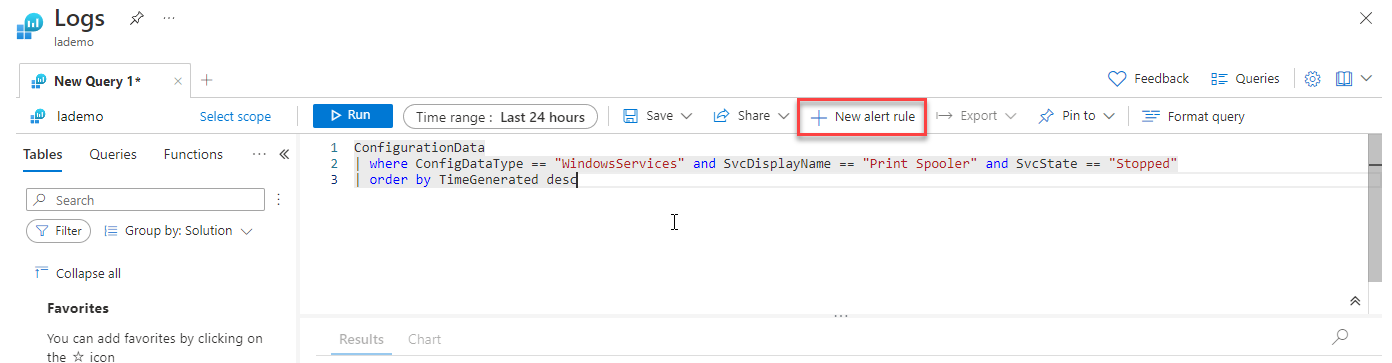 Logs
lademo
New Query 1*
Feedback
Queries
lademo
Select scope
Run
Time range : Last 24 hours
Save
Share
New alert rule
Export
Pin to
Format query
Tables
Queries
Functions
Search
Filter
Group by: Solution
Collapse all
Favorites
You can add favorites by clicking on
the ☆ icon
1 ConfigurationData
2 | where ConfigDataType == "WindowsServices" and SvcDisplayName == "Print Spooler" and SvcState == "Stopped"
3 | order by TimeGenerated desc
Results
Chart